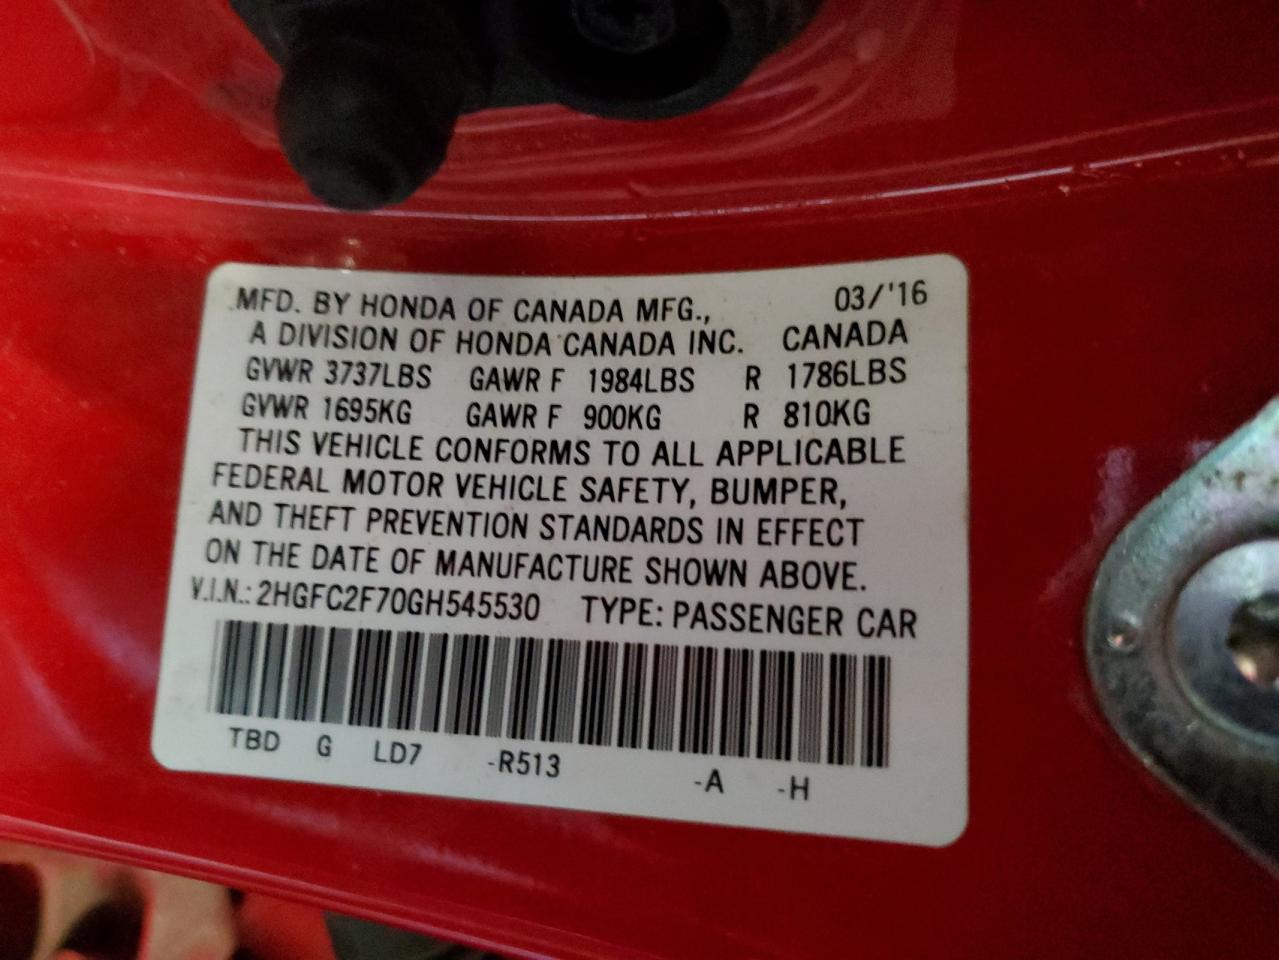 MFD. BY HONDA OF CANADA MFG., 03/'16
A DIVISION OF HONDA CANADA INC. CANADA
GVWR 3737LBS GAWR F 1984LBS R 1786LBS
GVWR 1695KG GAWR F 900KG R 810KG
THIS VEHICLE CONFORMS TO ALL APPLICABLE
FEDERAL MOTOR VEHICLE SAFETY, BUMPER,
AND THEFT PREVENTION STANDARDS IN EFFECT
ON THE DATE OF MANUFACTURE SHOWN ABOVE.
V.I.N.: 2HGFC2F70GH545530 TYPE: PASSENGER CAR
TBD G LD7 -R513 -A -H